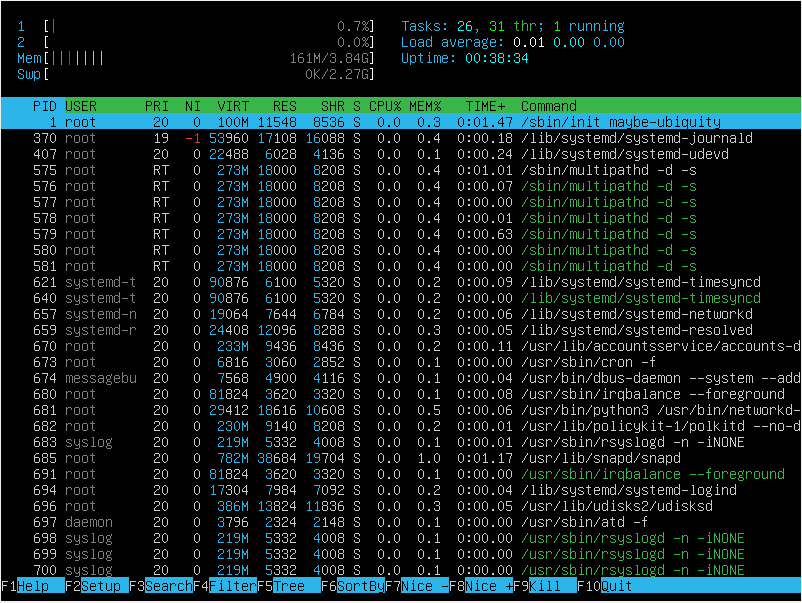 1 [| 0.7%] Tasks: 26, 31 thr; 1 running
2 [ 0.0%] Load average: 0.01 0.00 0.00
Mem[||||||| 161M/3.84G] Uptime: 00:38:34
Swp[ 0K/2.27G]
PID USER PRI NI VIRT RES SHR S CPU% MEM% TIME+ Command
1 root 20 0 100M 11548 8536 S 0.0 0.3 0:01.47 /sbin/init maybe-ubiquity
370 root 19 -1 53960 17108 16088 S 0.0 0.4 0:00.18 /lib/systemd/systemd-journald
407 root 20 0 22488 6028 4136 S 0.0 0.1 0:00.24 /lib/systemd/systemd-udevd
575 root RT 0 273M 18000 8208 S 0.0 0.4 0:01.01 /sbin/multipathd -d -s
576 root RT 0 273M 18000 8208 S 0.0 0.4 0:00.07 /sbin/multipathd -d -s
577 root RT 0 273M 18000 8208 S 0.0 0.4 0:00.00 /sbin/multipathd -d -s
578 root RT 0 273M 18000 8208 S 0.0 0.4 0:00.01 /sbin/multipathd -d -s
579 root RT 0 273M 18000 8208 S 0.0 0.4 0:00.63 /sbin/multipathd -d -s
580 root RT 0 273M 18000 8208 S 0.0 0.4 0:00.00 /sbin/multipathd -d -s
581 root RT 0 273M 18000 8208 S 0.0 0.4 0:00.00 /sbin/multipathd -d -s
621 systemd-t 20 0 90876 6100 5320 S 0.0 0.2 0:00.09 /lib/systemd/systemd-timesyncd
640 systemd-t 20 0 90876 6100 5320 S 0.0 0.2 0:00.00 /lib/systemd/systemd-timesyncd
657 systemd-n 20 0 19064 7644 6784 S 0.0 0.2 0:00.06 /lib/systemd/systemd-networkd
659 systemd-r 20 0 24408 12096 8288 S 0.0 0.3 0:00.05 /lib/systemd/systemd-resolved
670 root 20 0 233M 9436 8436 S 0.0 0.2 0:00.11 /usr/lib/accountsservice/accounts-d
673 root 20 0 6816 3060 2852 S 0.0 0.1 0:00.00 /usr/sbin/cron -f
674 messagebu 20 0 7568 4900 4116 S 0.0 0.1 0:00.04 /usr/bin/dbus-daemon --system --add
680 root 20 0 81824 3620 3320 S 0.0 0.1 0:00.08 /usr/sbin/irqbalance --foreground
681 root 20 0 29412 18616 10608 S 0.0 0.5 0:00.06 /usr/bin/python3 /usr/bin/networkd-
682 root 20 0 230M 9140 8208 S 0.0 0.2 0:00.01 /usr/lib/policykit-1/polkitd --no-d
683 syslog 20 0 219M 5332 4008 S 0.0 0.1 0:00.01 /usr/sbin/rsyslogd -n -iNONE
685 root 20 0 782M 38684 19704 S 0.0 1.0 0:01.17 /usr/lib/snapd/snapd
691 root 20 0 81824 3620 3320 S 0.0 0.1 0:00.00 /usr/sbin/irqbalance --foreground
694 root 20 0 17304 7984 7092 S 0.0 0.2 0:00.04 /lib/systemd/systemd-logind
696 root 20 0 386M 13824 11836 S 0.0 0.3 0:00.05 /usr/lib/udisks2/udisksd
697 daemon 20 0 3796 2324 2148 S 0.0 0.1 0:00.00 /usr/sbin/atd -f
698 syslog 20 0 219M 5332 4008 S 0.0 0.1 0:00.00 /usr/sbin/rsyslogd -n -iNONE
699 syslog 20 0 219M 5332 4008 S 0.0 0.1 0:00.00 /usr/sbin/rsyslogd -n -iNONE
700 syslog 20 0 219M 5332 4008 S 0.0 0.1 0:00.00 /usr/sbin/rsyslogd -n -iNONE
F1Help F2Setup F3SearchF4FilterF5Tree F6SortByF7Nice -F8Nice +F9Kill F10Quit